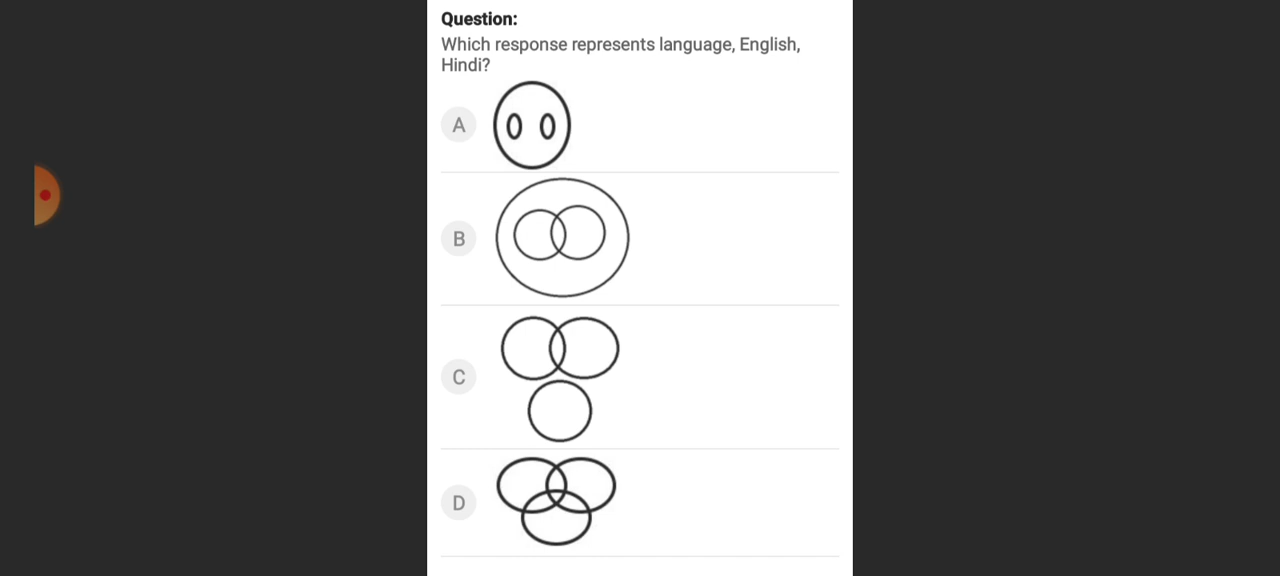 Question:
Which response represents language, English,
Hindi?
A
B
C
D